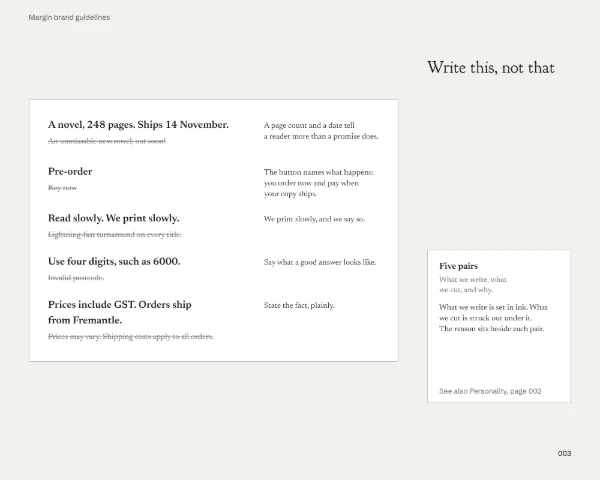 Margin brand guidelines
Write this, not that
A novel, 248 pages. Ships 14 November.
An unmissable new novel, out soon!
A page count and a date tell
a reader more than a promise does.
Pre-order
Buy now
The button names what happens:
you order now and pay when
your copy ships.
Read slowly. We print slowly.
Lightning-fast turnaround on every title.
We print slowly, and we say so.
Use four digits, such as 6000.
Invalid postcode.
Say what a good answer looks like.
Prices include GST. Orders ship
from Fremantle.
Prices may vary. Shipping costs apply to all orders.
State the fact, plainly.
Five pairs
What we write, what
we cut, and why.
What we write is set in ink. What
we cut is struck out under it.
The reason sits beside each pair.
See also Personality, page 002
003